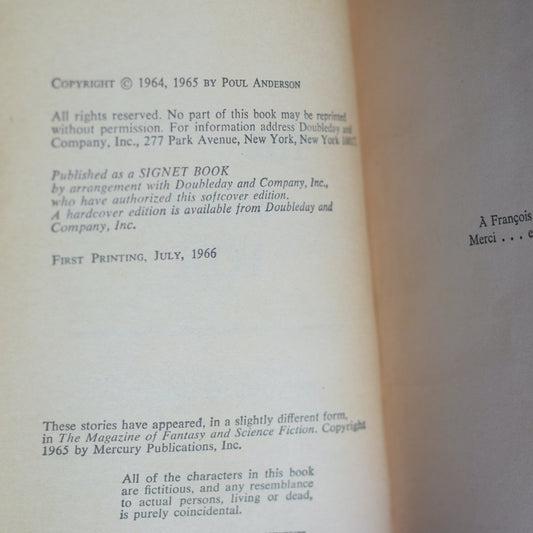 COPYRIGHT © 1964, 1965 BY POUL ANDERSON
All rights reserved. No part of this book may be reprinted
without permission. For information address Doubleday and
Company, Inc., 277 Park Avenue, New York, New York
Published as a SIGNET BOOK
by arrangement with Doubleday and Company, Inc.,
who have authorized this softcover edition.
A hardcover edition is available from Doubleday and
Company, Inc.
FIRST PRINTING, JULY, 1966
These stories have appeared, in a slightly different form,
in The Magazine of Fantasy and Science Fiction. Copyright
1965 by Mercury Publications, Inc.
All of the characters in this book
are fictitious, and any resemblance
to actual persons, living or dead,
is purely coincidental.
À François
Merci . . . e